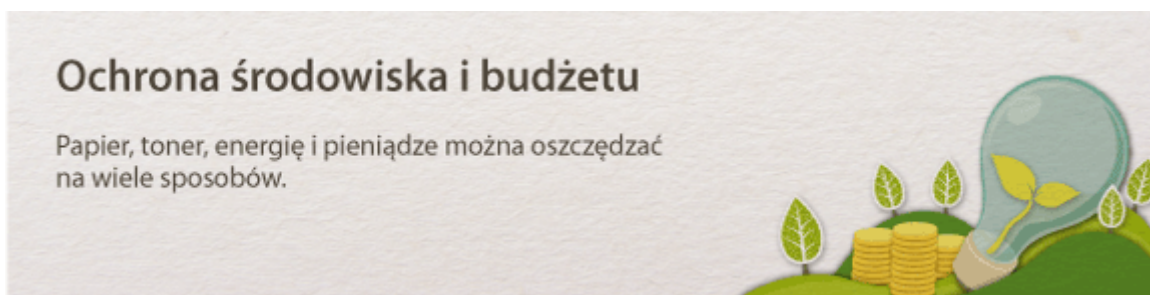 Ochrona środowiska i budżetu
Papier, toner, energię i pieniądze można oszczędzać
na wiele sposobów.